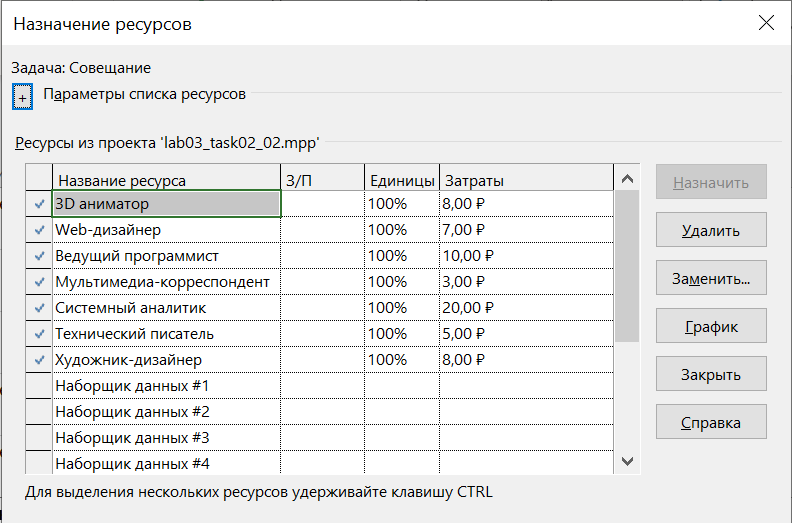 Назначение ресурсов
Задача: Совещание
+ Параметры списка ресурсов
Ресурсы из проекта 'lab03_task02_02.mpp'
Название ресурса З/П Единицы Затраты
3D аниматор 100% 8,00 ₽
Web-дизайнер 100% 7,00 ₽
Ведущий программист 100% 10,00 ₽
Мультимедиа-корреспондент 100% 3,00 ₽
Системный аналитик 100% 20,00 ₽
Технический писатель 100% 5,00 ₽
Художник-дизайнер 100% 8,00 ₽
Наборщик данных #1
Наборщик данных #2
Наборщик данных #3
Наборщик данных #4
Назначить
Удалить
Заменить...
График
Закрыть
Справка
Для выделения нескольких ресурсов удерживайте клавишу CTRL